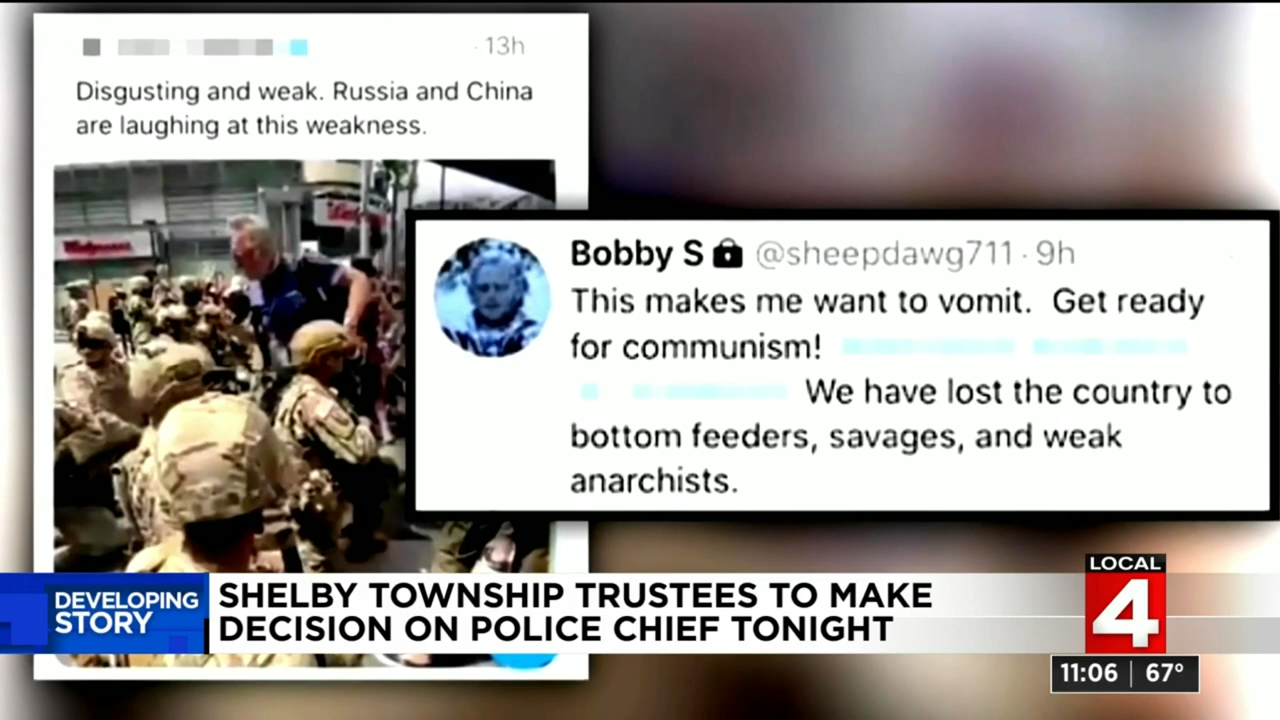 13h
Disgusting and weak. Russia and China
are laughing at this weakness.
Walgreens
Bobby S @sheepdawg711 · 9h
This makes me want to vomit. Get ready
for communism!
We have lost the country to
bottom feeders, savages, and weak
anarchists.
DEVELOPING
STORY
SHELBY TOWNSHIP TRUSTEES TO MAKE
DECISION ON POLICE CHIEF TONIGHT
LOCAL
4
11:06 67°